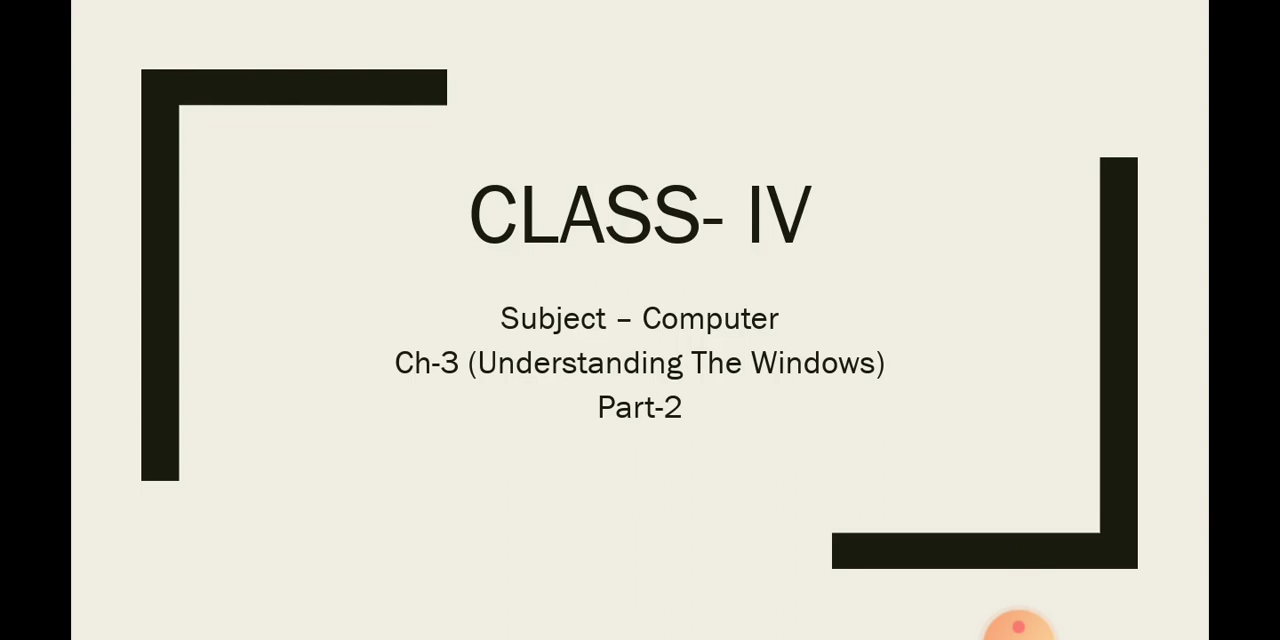 CLASS- IV
Subject – Computer
Ch-3 (Understanding The Windows)
Part-2